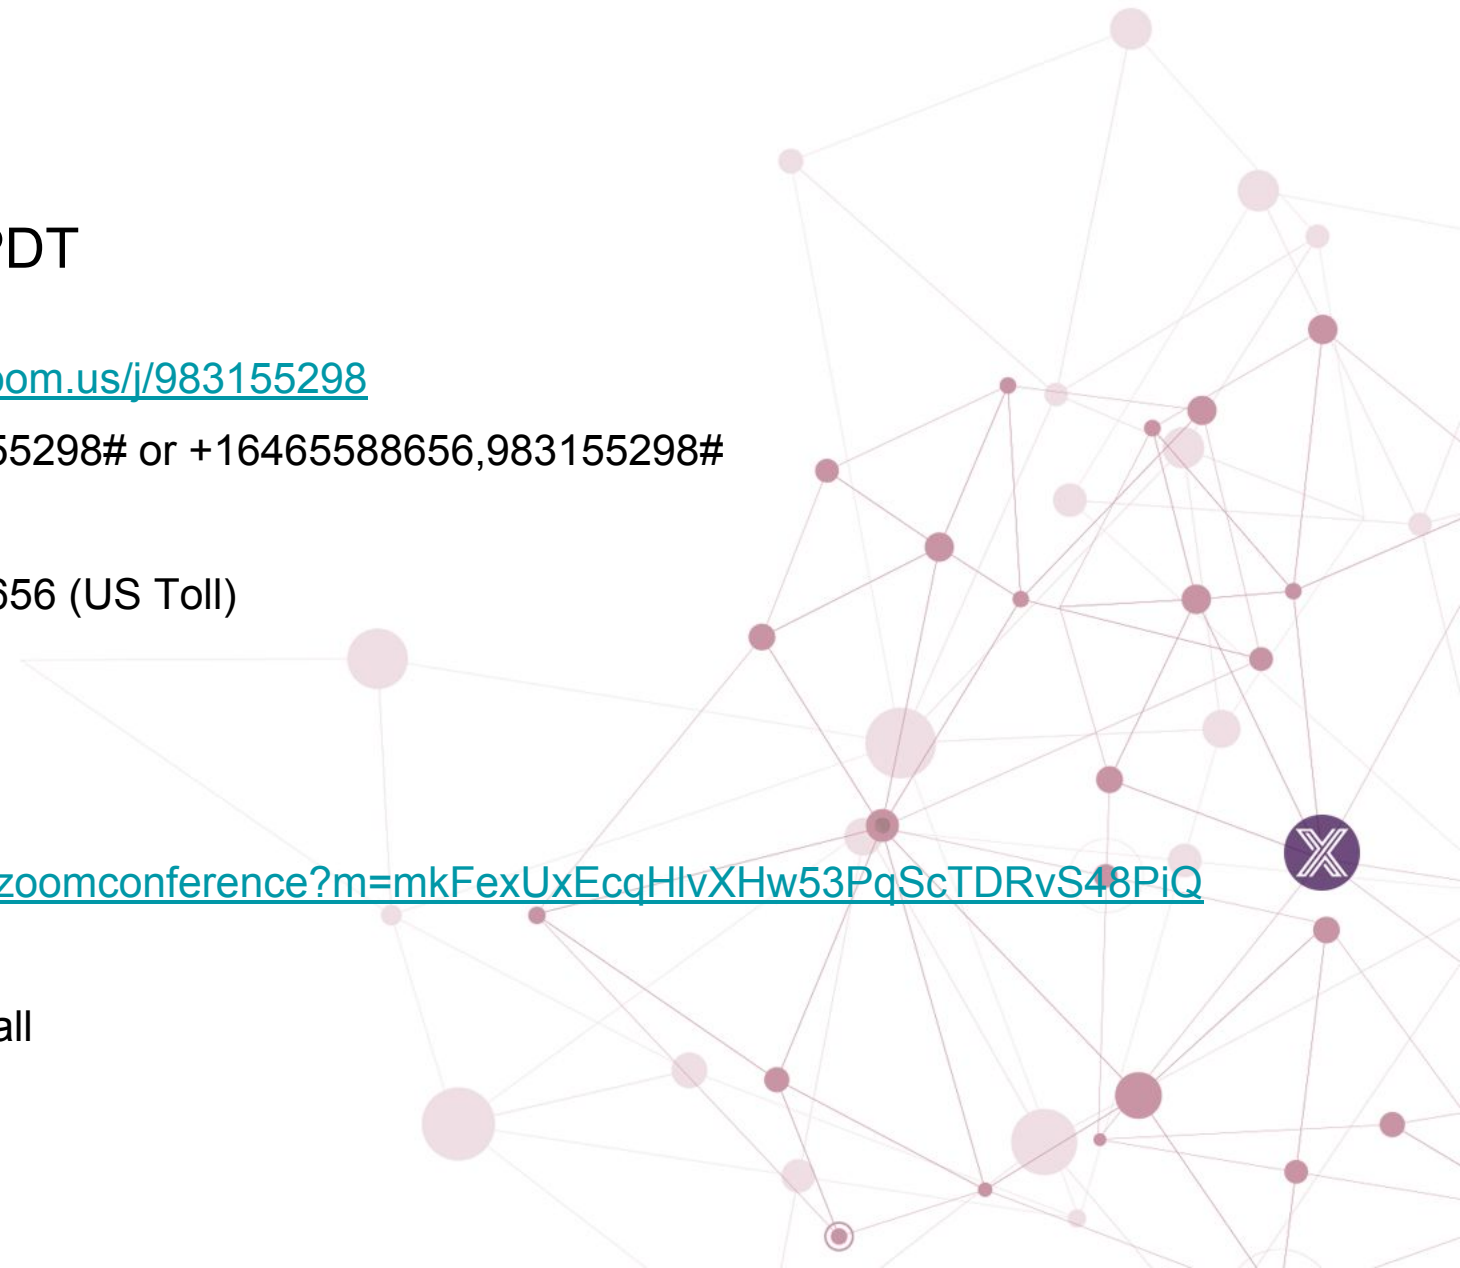 PDT
oom.us/j/983155298
55298# or +16465588656,983155298#
656 (US Toll)
zoomconference?m=mkFexUxEcqHlvXHw53PqScTDRvS48PiQ
all